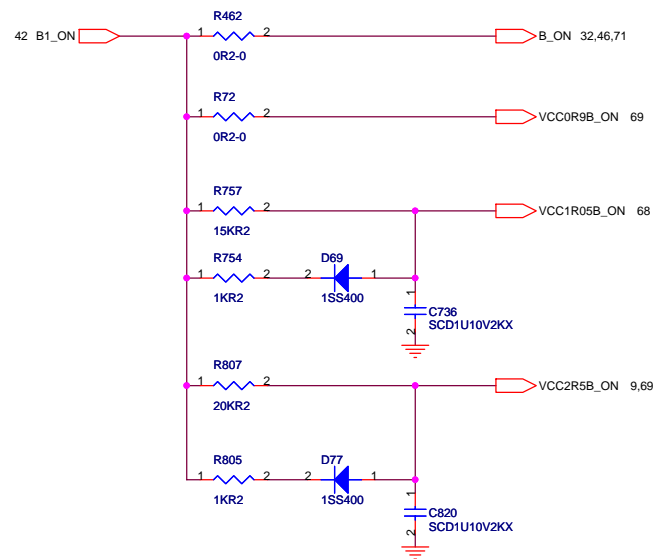 R462
42 B1_ON 1 2 B_ON 32,46,71
0R2-0
R72
1 2 VCC0R9B_ON 69
0R2-0
R757
1 2 VCC1R05B_ON 68
15KR2
R754 D69
1 2 2 1
1KR2 1SS400
1
C736
SCD1U10V2KX
2
R807
1 2 VCC2R5B_ON 9,69
20KR2
R805 D77
1 2 2 1
1KR2 1SS400
1
C820
SCD1U10V2KX
2